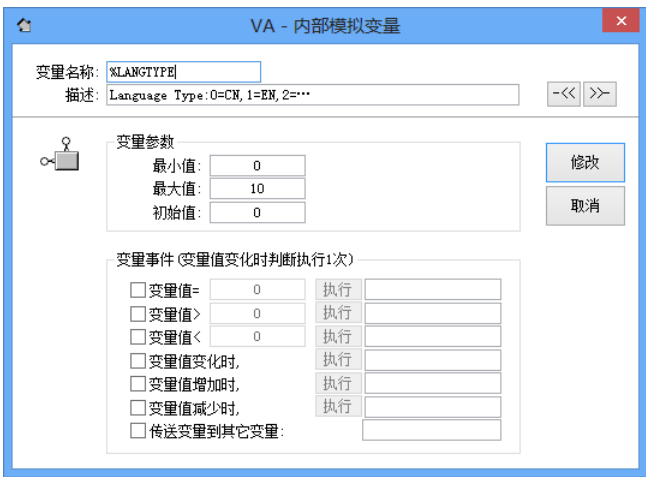 VA - 内部模拟变量
变量名称: %LANGTYPE
描述: Language Type:0=CN,1=EN,2=⋯
-<< >>-
变量参数
最小值: 0
最大值: 10
初始值: 0
修改
取消
变量事件(变量值变化时判断执行1次)
变量值= 0 执行
变量值> 0 执行
变量值< 0 执行
变量值变化时, 执行
变量值增加时, 执行
变量值减少时, 执行
传送变量到其它变量: